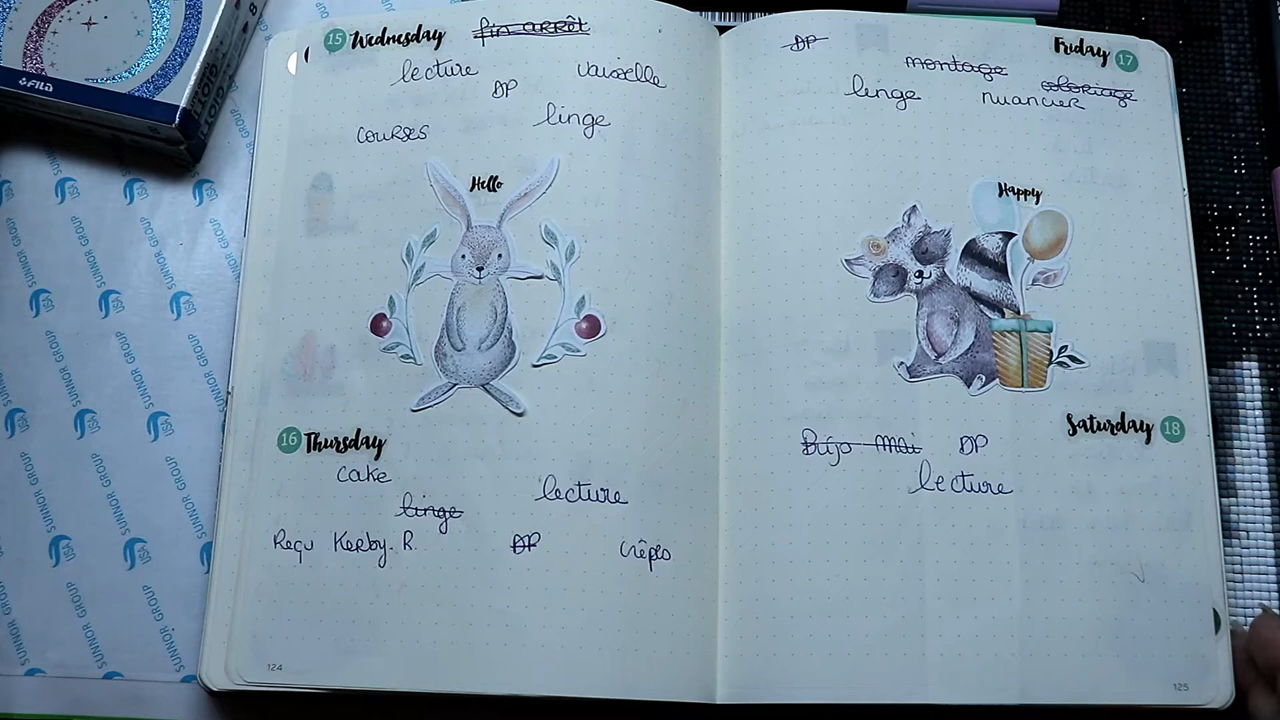 15 Wednesday fin arrêt
lecture vaisselle
DP
linge
courses
Hello
16 Thursday
cake
lecture
linge
Reçu Kerby. R. DP crêpes
124
DP Friday 17
montage
linge nuancier coloriage
Happy
Saturday 18
Bujo Mai DP
lecture
125
FILA
SUNNOR GROUP